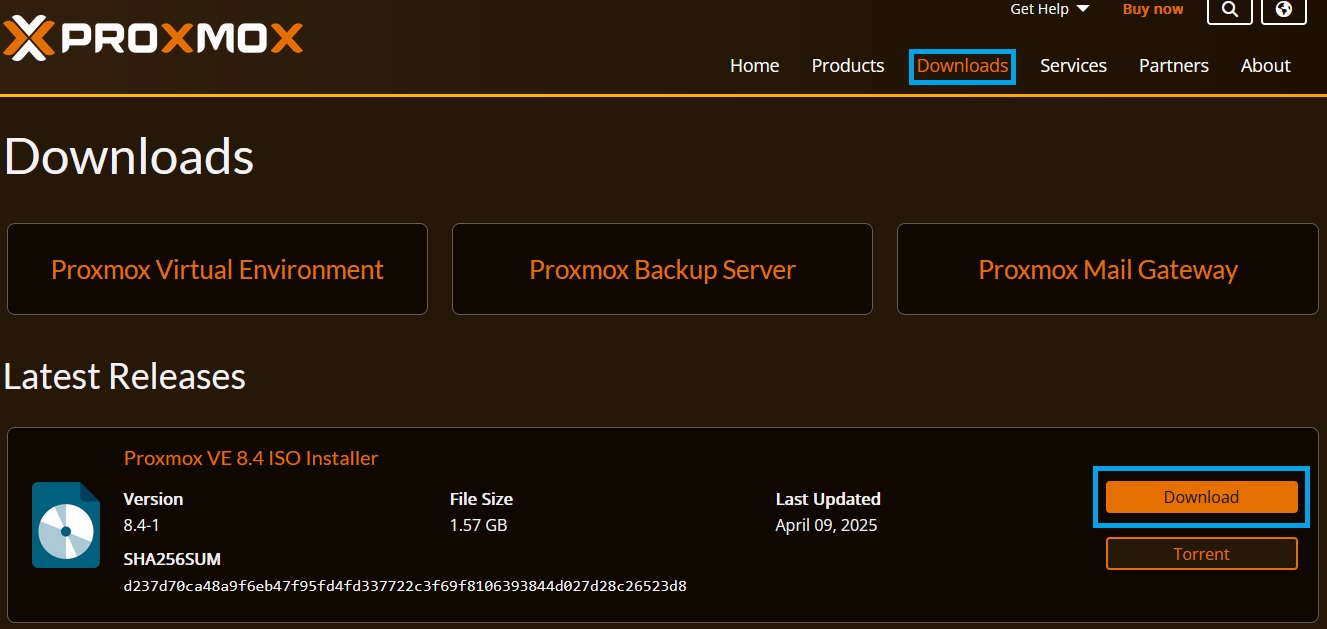 Get Help Buy now
PROXMOX
Home Products Downloads Services Partners About
Downloads
Proxmox Virtual Environment Proxmox Backup Server Proxmox Mail Gateway
Latest Releases
Proxmox VE 8.4 ISO Installer
Version File Size Last Updated Download
8.4-1 1.57 GB April 09, 2025
SHA256SUM Torrent
d237d70ca48a9f6eb47f95fd4fd337722c3f69f8106393844d027d28c26523d8